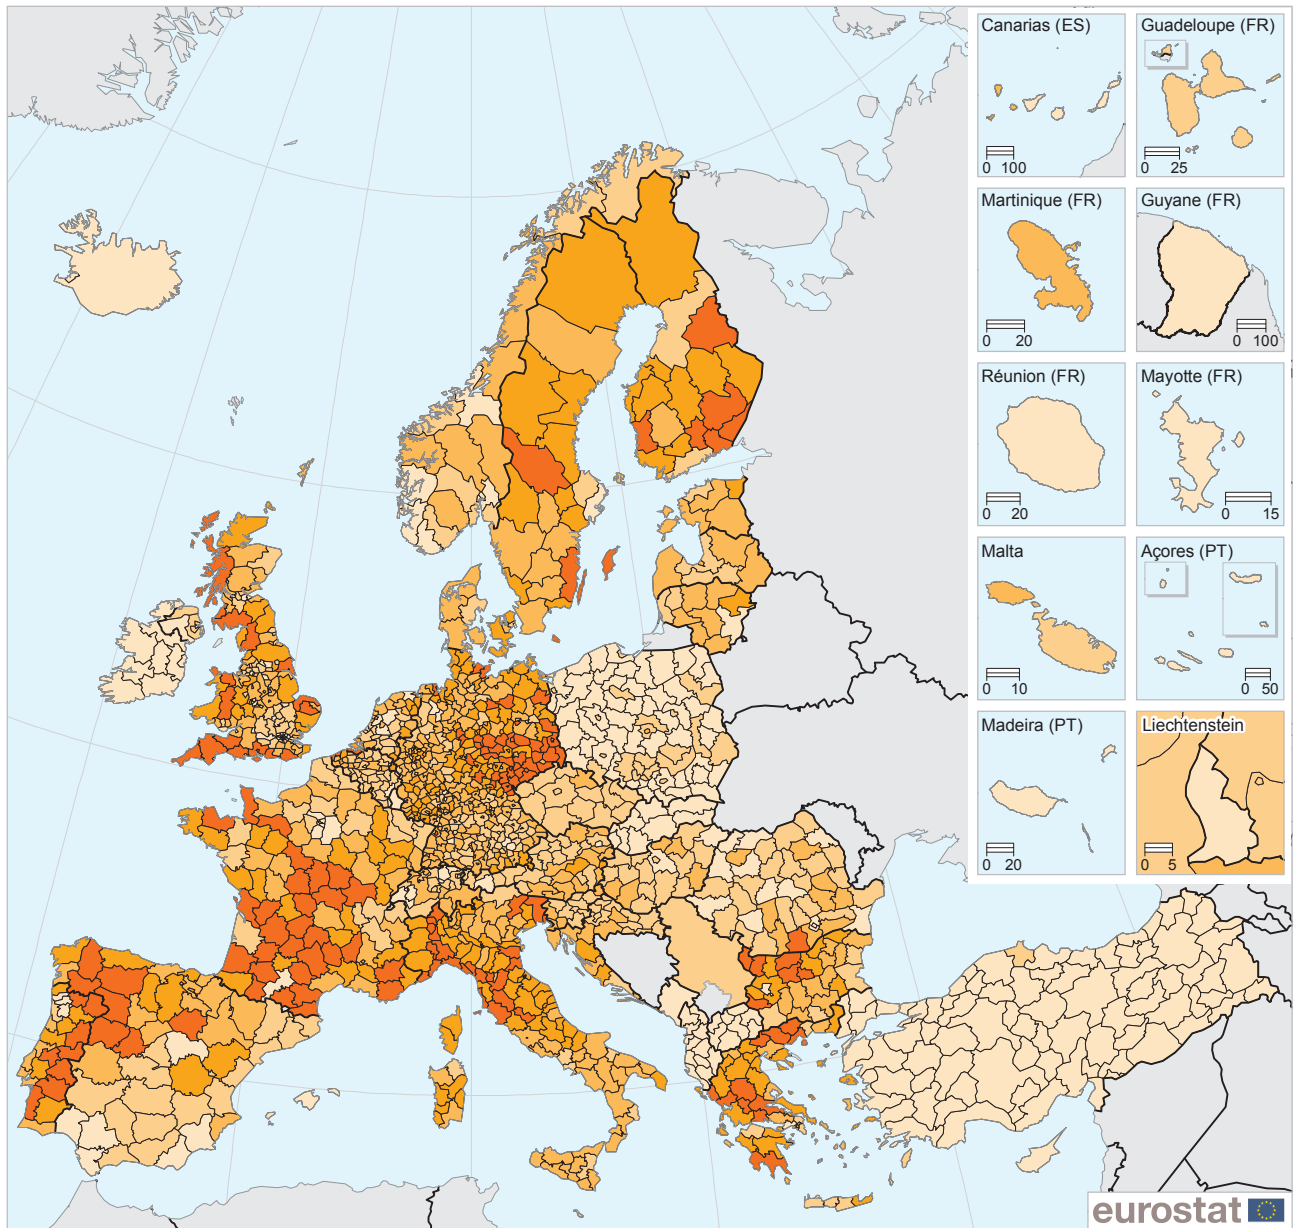 Canarias (ES)
0 100
Guadeloupe (FR)
0 25
Martinique (FR)
0 20
Guyane (FR)
0 100
Réunion (FR)
0 20
Mayotte (FR)
0 15
Malta
0 10
Açores (PT)
0 50
Madeira (PT)
0 20
Liechtenstein
0 5
eurostat